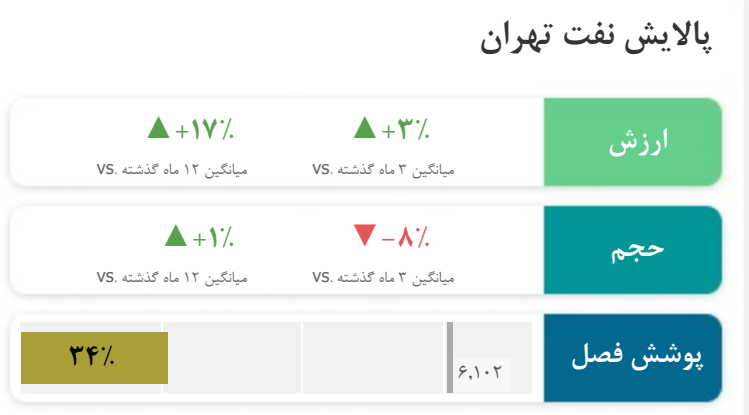 پالایش نفت تهران
ارزش
+۳٪ +۱۷٪
میانگین ۳ ماه گذشته .VS میانگین ۱۲ ماه گذشته .VS
حجم
-۸٪ +۱٪
میانگین ۳ ماه گذشته .VS میانگین ۱۲ ماه گذشته .VS
پوشش فصل
۳۴٪
۶,۱۰۲